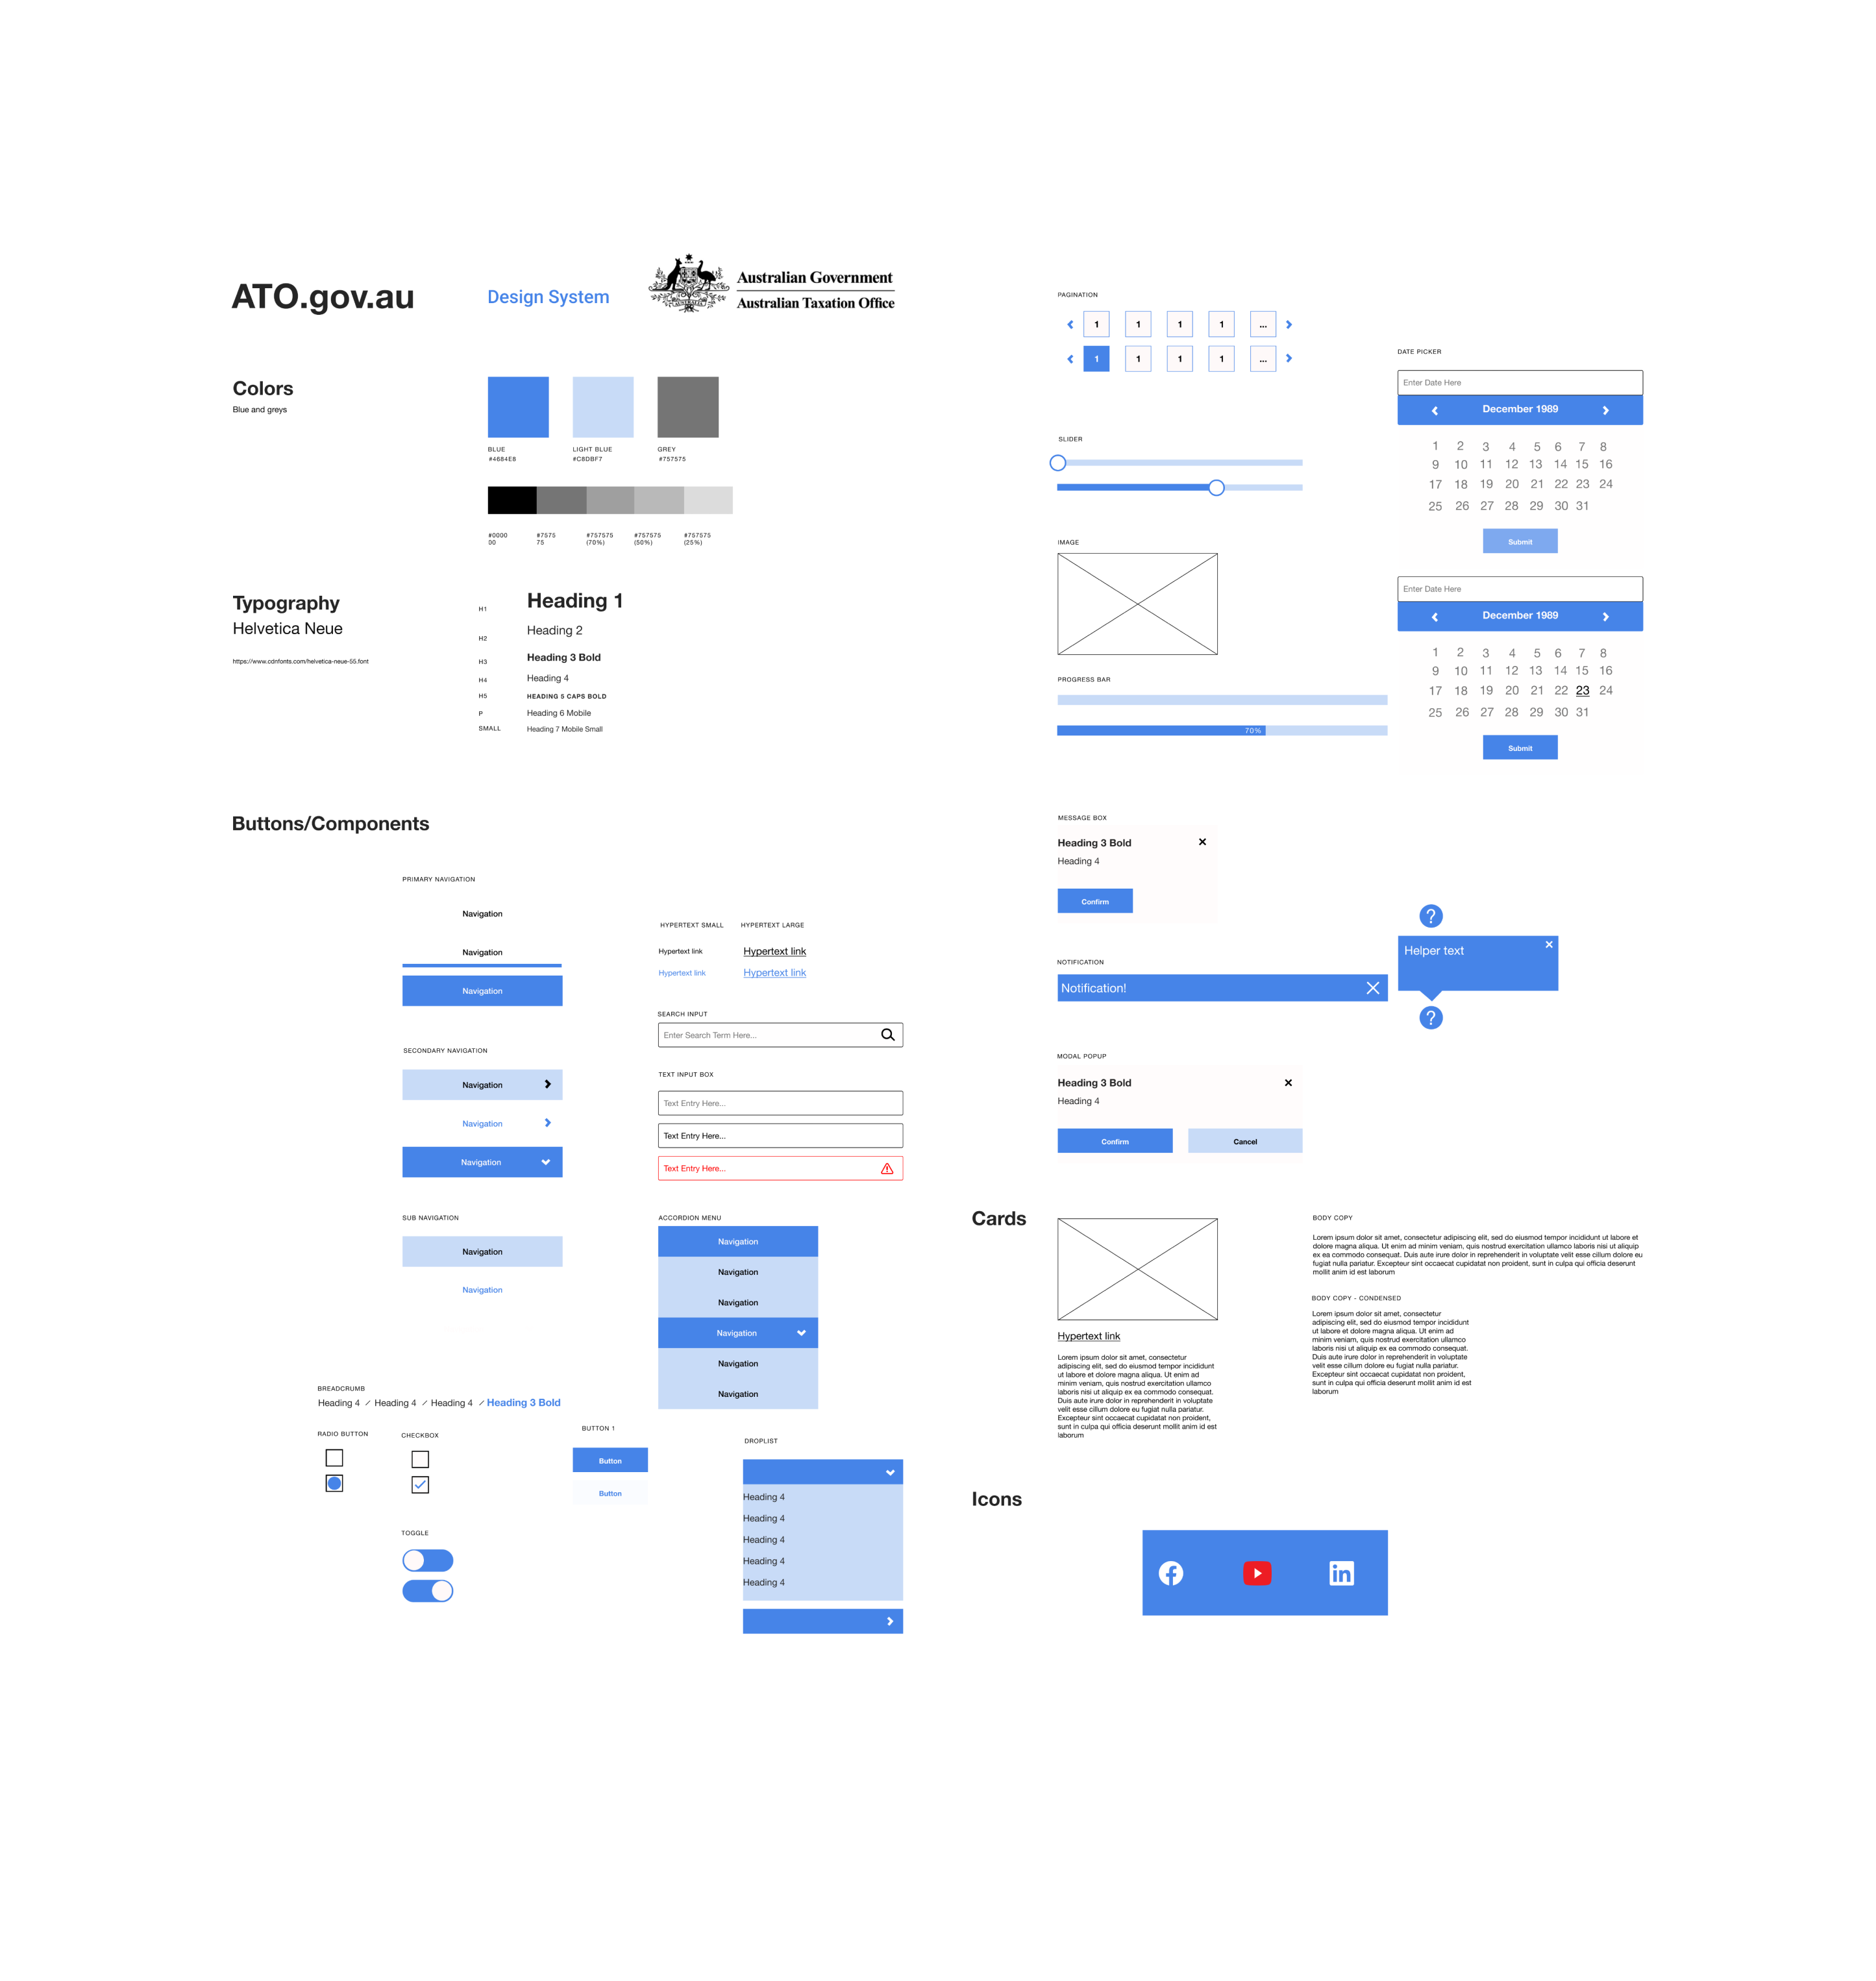 ATO.gov.au
Design System
Australian Government
Australian Taxation Office
Colors
Blue and greys
BLUE
#4684E8
LIGHT BLUE
#C8DBF7
GREY
#757575
#0000
00
#7575
75
#757575
(70%)
#757575
(50%)
#757575
(25%)
Typography
Helvetica Neue
https://www.cdnfonts.com/helvetica-neue-55.font
H1
Heading 1
H2
Heading 2
H3
Heading 3 Bold
H4
Heading 4
H5
HEADING 5 CAPS BOLD
P
Heading 6 Mobile
SMALL
Heading 7 Mobile Small
Buttons/Components
PRIMARY NAVIGATION
Navigation
Navigation
Navigation
SECONDARY NAVIGATION
Navigation
Navigation
Navigation
SUB NAVIGATION
Navigation
Navigation
HYPERTEXT SMALL
HYPERTEXT LARGE
Hypertext link
Hypertext link
Hypertext link
Hypertext link
SEARCH INPUT
Enter Search Term Here...
TEXT INPUT BOX
Text Entry Here...
Text Entry Here...
Text Entry Here...
ACCORDION MENU
Navigation
Navigation
Navigation
Navigation
Navigation
Navigation
BREADCRUMB
Heading 4 / Heading 4 / Heading 4 / Heading 3 Bold
RADIO BUTTON
CHECKBOX
TOGGLE
BUTTON 1
Button
Button
DROPLIST
Heading 4
Heading 4
Heading 4
Heading 4
Heading 4
PAGINATION
1 1 1 1 ...
1 1 1 1 ...
SLIDER
IMAGE
PROGRESS BAR
70%
DATE PICKER
Enter Date Here
December 1989
1 2 3 4 5 6 7 8
9 10 11 12 13 14 15 16
17 18 19 20 21 22 23 24
25 26 27 28 29 30 31
Submit
Enter Date Here
December 1989
1 2 3 4 5 6 7 8
9 10 11 12 13 14 15 16
17 18 19 20 21 22 23 24
25 26 27 28 29 30 31
Submit
MESSAGE BOX
Heading 3 Bold
Heading 4
Confirm
NOTIFICATION
Notification!
?
Helper text
?
MODAL POPUP
Heading 3 Bold
Heading 4
Confirm
Cancel
Cards
Hypertext link
Lorem ipsum dolor sit amet, consectetur
adipiscing elit, sed do eiusmod tempor incididunt
ut labore et dolore magna aliqua. Ut enim ad
minim veniam, quis nostrud exercitation ullamco
laboris nisi ut aliquip ex ea commodo consequat.
Duis aute irure dolor in reprehenderit in voluptate
velit esse cillum dolore eu fugiat nulla pariatur.
Excepteur sint occaecat cupidatat non proident,
sunt in culpa qui officia deserunt mollit anim id est
laborum
BODY COPY
Lorem ipsum dolor sit amet, consectetur adipiscing elit, sed do eiusmod tempor incididunt ut labore et
dolore magna aliqua. Ut enim ad minim veniam, quis nostrud exercitation ullamco laboris nisi ut aliquip
ex ea commodo consequat. Duis aute irure dolor in reprehenderit in voluptate velit esse cillum dolore eu
fugiat nulla pariatur. Excepteur sint occaecat cupidatat non proident, sunt in culpa qui officia deserunt
mollit anim id est laborum
BODY COPY - CONDENSED
Lorem ipsum dolor sit amet, consectetur
adipiscing elit, sed do eiusmod tempor incididunt
ut labore et dolore magna aliqua. Ut enim ad
minim veniam, quis nostrud exercitation ullamco
laboris nisi ut aliquip ex ea commodo consequat.
Duis aute irure dolor in reprehenderit in voluptate
velit esse cillum dolore eu fugiat nulla pariatur.
Excepteur sint occaecat cupidatat non proident,
sunt in culpa qui officia deserunt mollit anim id est
laborum
Icons
in